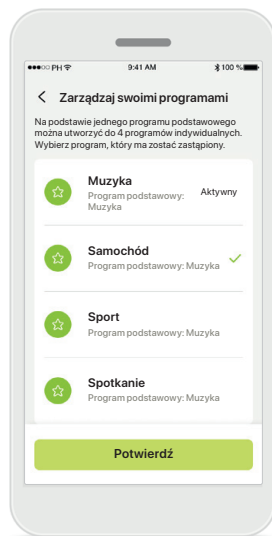 PH 9:41 AM 100 %
Zarządzaj swoimi programami
Na podstawie jednego programu podstawowego
można utworzyć do 4 programów indywidualnych.
Wybierz program, który ma zostać zastąpiony.
Muzyka
Program podstawowy:
Muzyka
Aktywny
Samochód
Program podstawowy: Muzyka
Sport
Program podstawowy: Muzyka
Spotkanie
Program podstawowy: Muzyka
Potwierdź